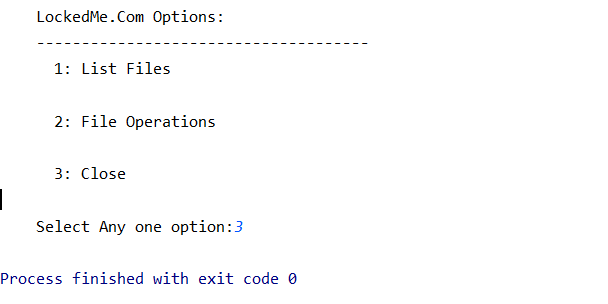 LockedMe.Com Options:
-------------------------------------
1: List Files
2: File Operations
3: Close
Select Any one option:3
Process finished with exit code 0